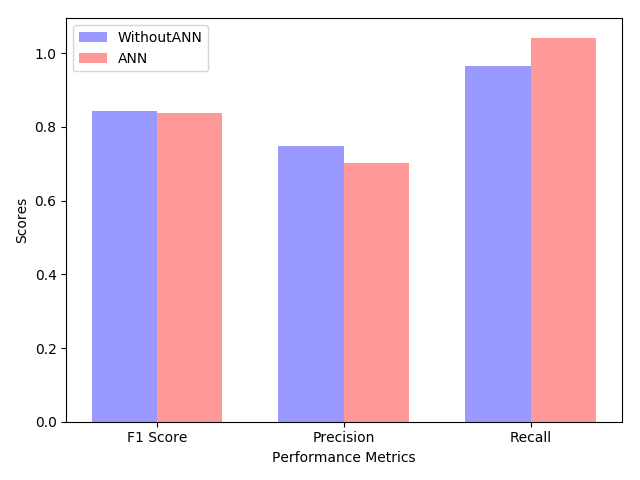 WithoutANN
ANN
1.0
0.8
0.6
0.4
0.2
0.0
Scores
F1 Score
Precision
Recall
Performance Metrics